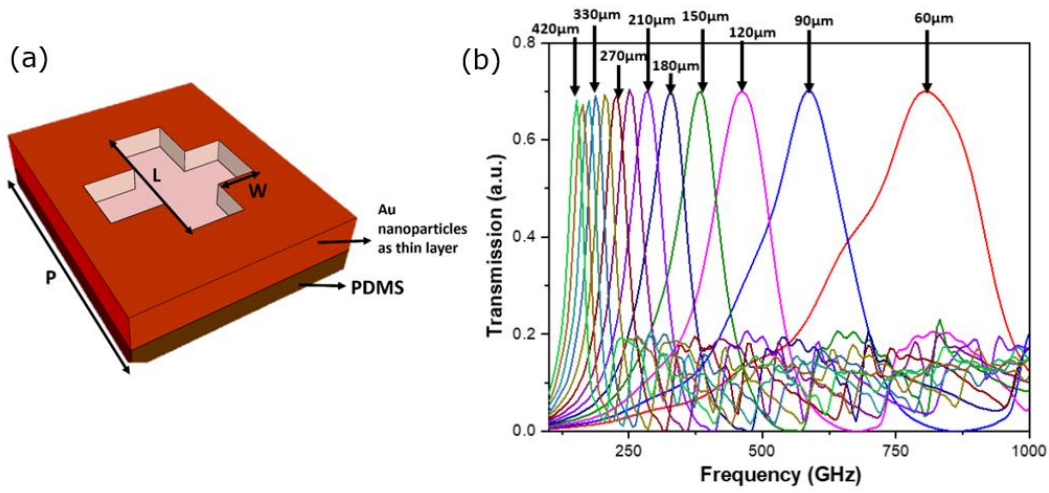 (a)
L
W
P
Au
nanoparticles
as thin layer
PDMS
(b)
420μm
330μm
270μm
210μm
180μm
150μm
120μm
90μm
60μm
0.8
0.6
0.4
0.2
0.0
Transmission (a.u.)
250
500
750
1000
Frequency (GHz)